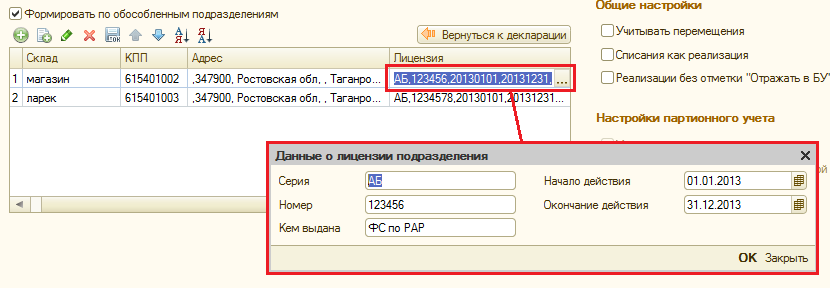 Формировать по обособленным подразделениям
Вернуться к декларации
Склад КПП Адрес Лицензия
1 магазин 615401002 ,347900, Ростовская обл, , Таганро... АБ,123456,20130101,20131231, ...
2 ларек 615401003 ,347900, Ростовская обл, , Таганро... АБ,1234578,20130101,20131231...
Общие настройки
Учитывать перемещения
Списания как реализация
Реализации без отметки "Отражать в БУ"
Настройки партионного учета
Данные о лицензии подразделения
Серия АБ Начало действия 01.01.2013
Номер 123456 Окончание действия 31.12.2013
Кем выдана ФС по РАР
OK Закрыть